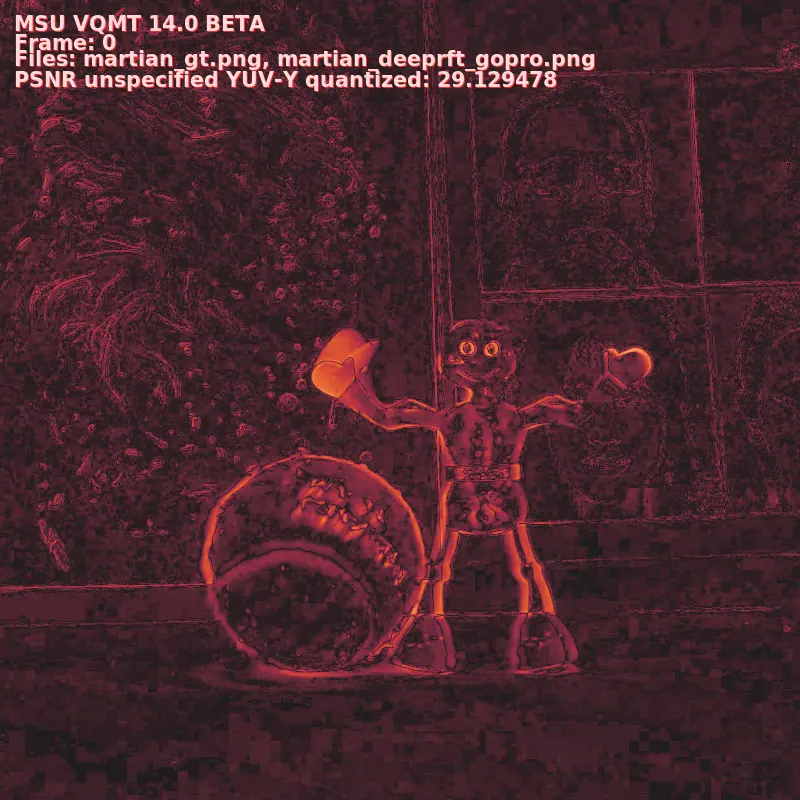 MSU VQMT 14.0 BETA
Frame: 0
Files: martian_gt.png, martian_deeprft_gopro.png
PSNR unspecified YUV-Y quantized: 29.129478